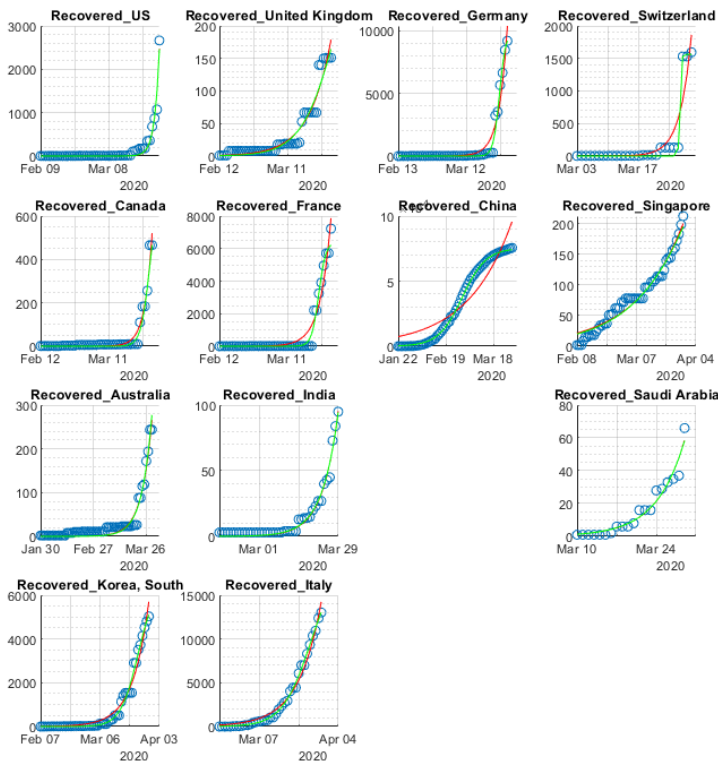 Recovered_US
3000
2000
1000
0
Feb 09
Mar 08
2020
Recovered_United Kingdom
200
150
100
50
0
Feb 12
Mar 11
2020
Recovered_Germany
10000
5000
0
Feb 13
Mar 12
2020
Recovered_Switzerland
2000
1500
1000
500
0
Mar 03
Mar 17
2020
Recovered_Canada
600
400
200
0
Feb 12
Mar 11
2020
Recovered_France
8000
6000
4000
2000
0
Feb 12
Mar 11
2020
Recovered_China
10
5
0
Jan 22
Feb 19
Mar 18
2020
Recovered_Singapore
200
150
100
50
0
Feb 08
Mar 07
Apr 04
2020
Recovered_Australia
300
200
100
0
Jan 30
Feb 27
Mar 26
2020
Recovered_India
100
50
0
Mar 01
Mar 29
2020
Recovered_Saudi Arabia
80
60
40
20
0
Mar 10
Mar 24
2020
Recovered_Korea, South
6000
4000
2000
0
Feb 07
Mar 06
Apr 03
2020
Recovered_Italy
15000
10000
5000
0
Mar 07
Apr 04
2020